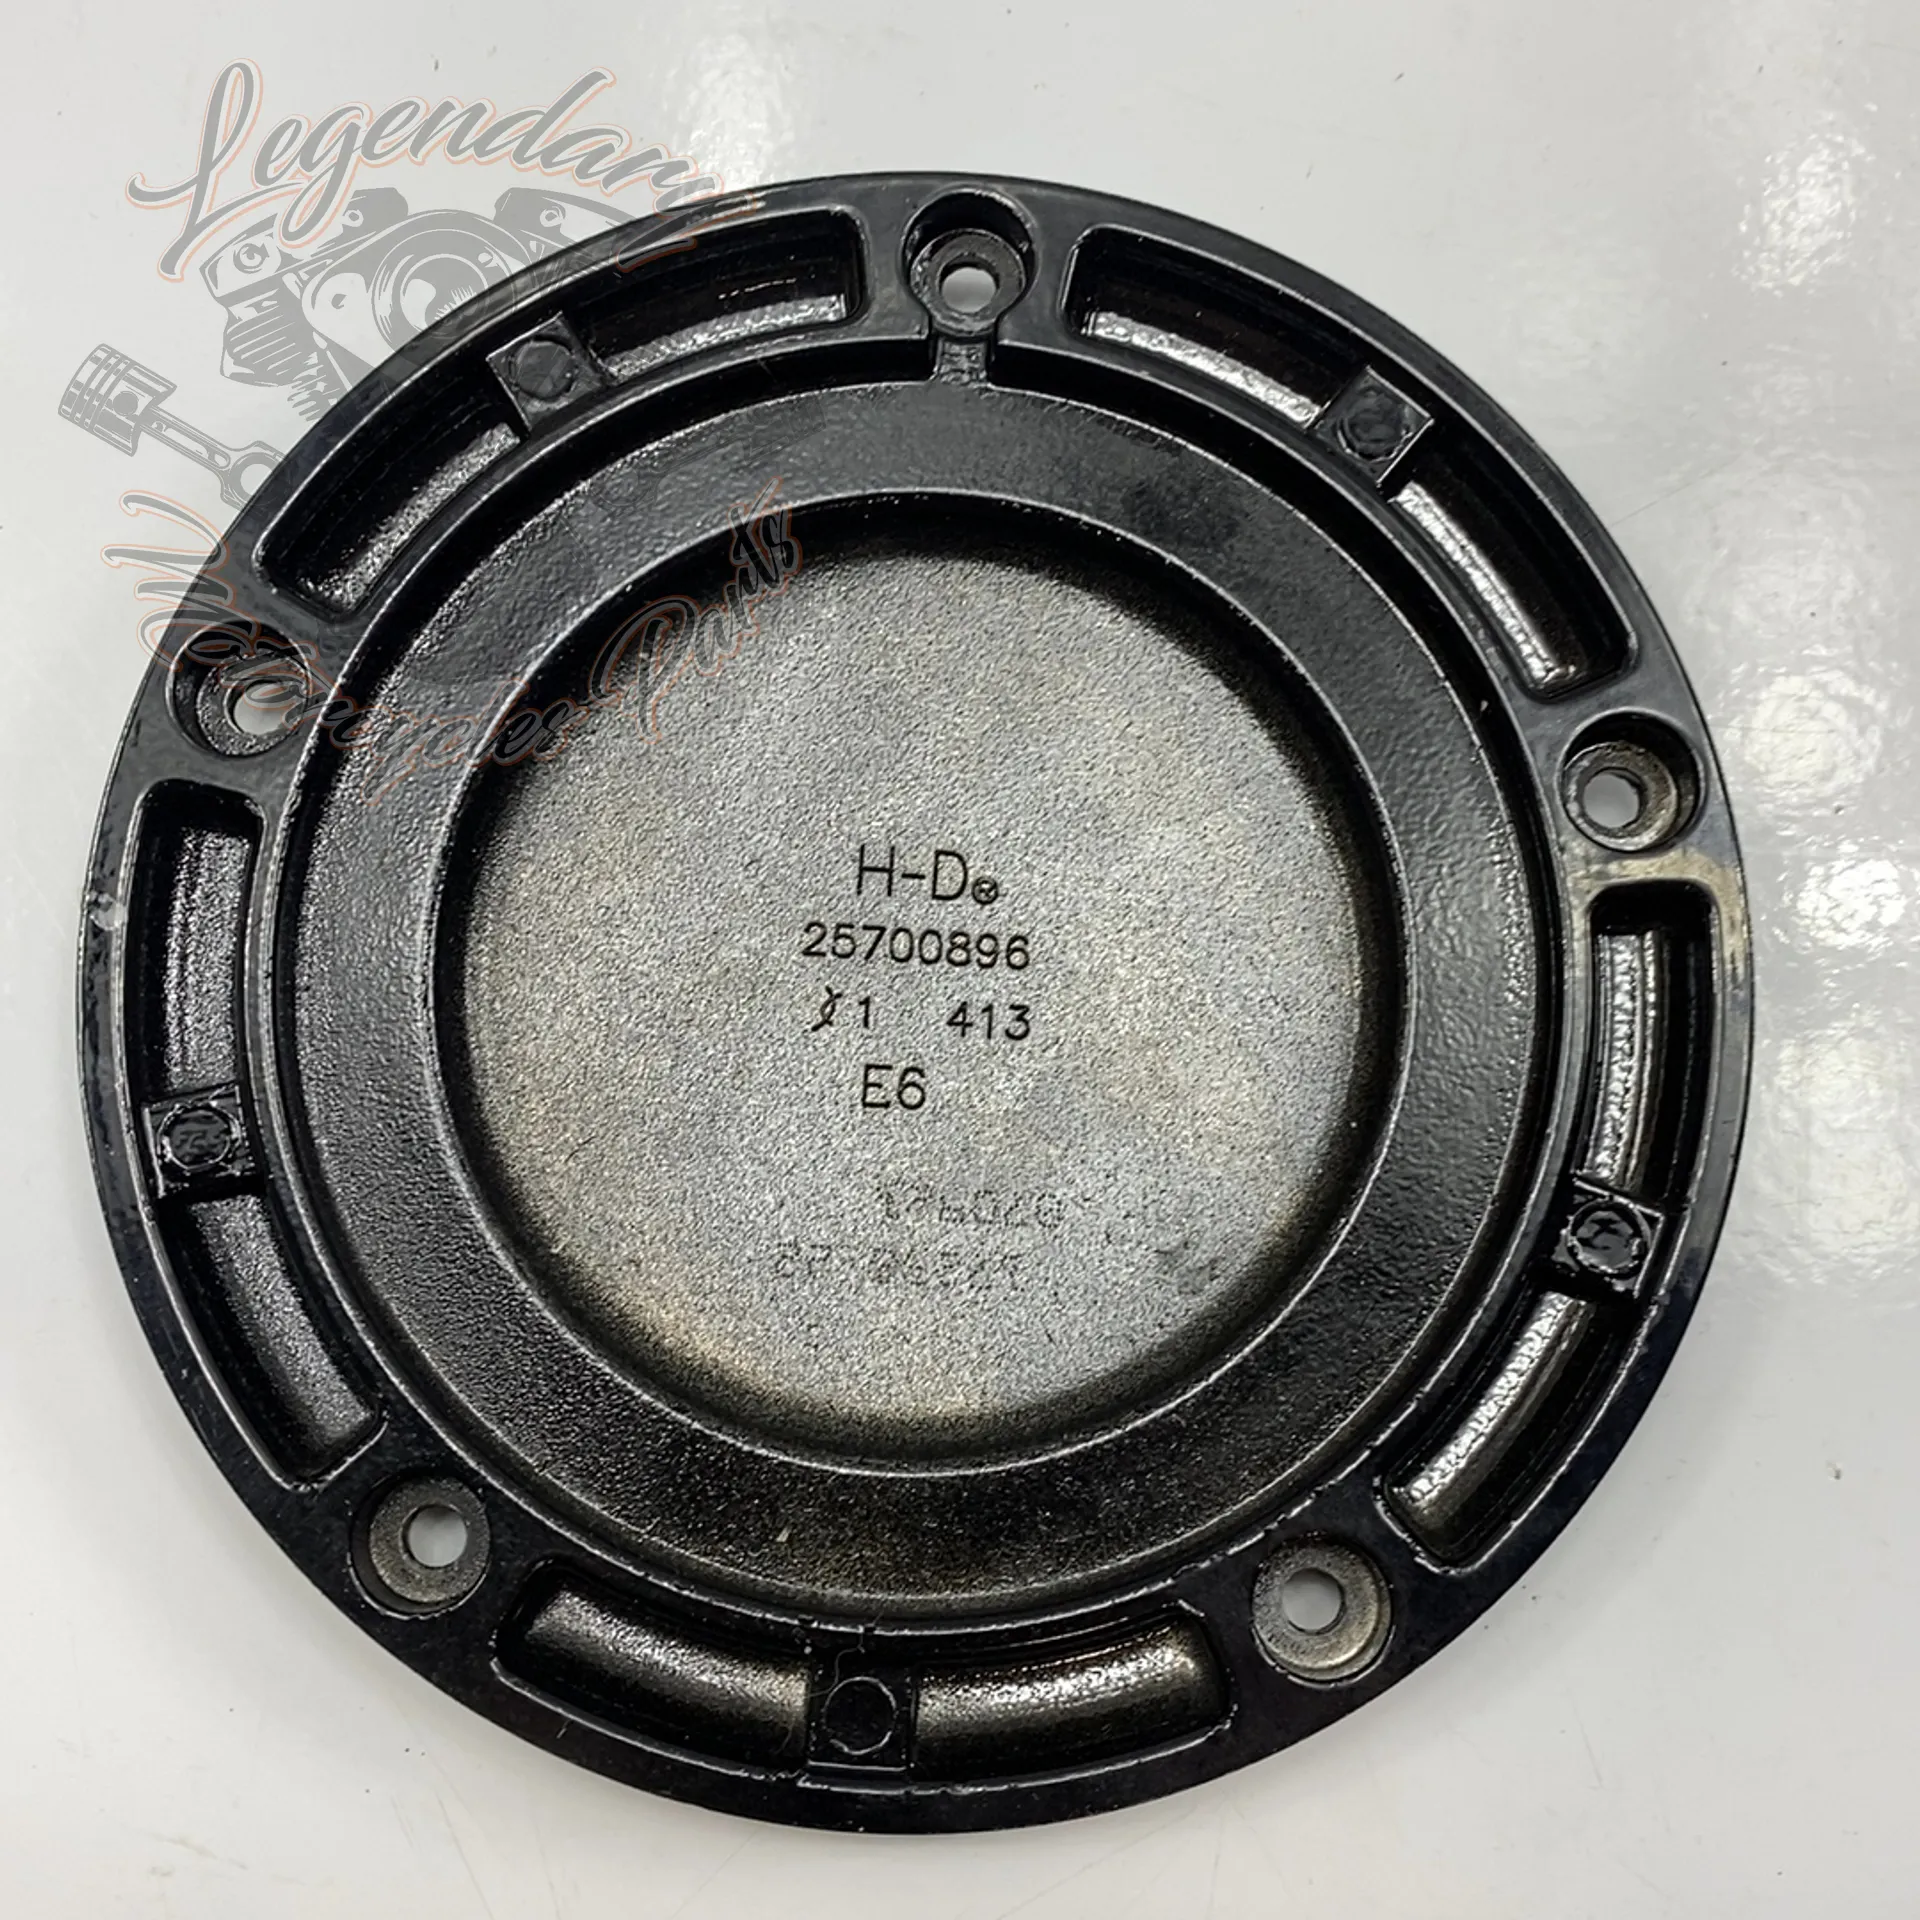 Legendary
Motorcycles Parts
H-D®
25700896
1 413
E6